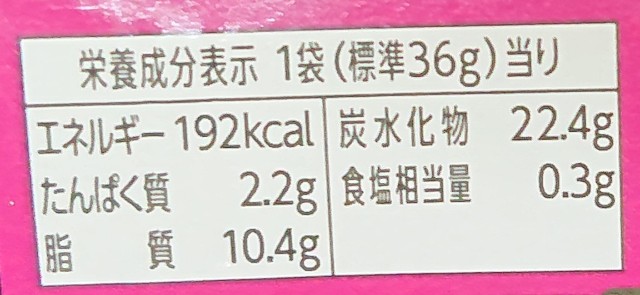 栄養成分表示 1袋(標準36g)当り
エネルギー 192kcal
たんぱく質 2.2g
脂質 10.4g
炭水化物 22.4g
食塩相当量 0.3g